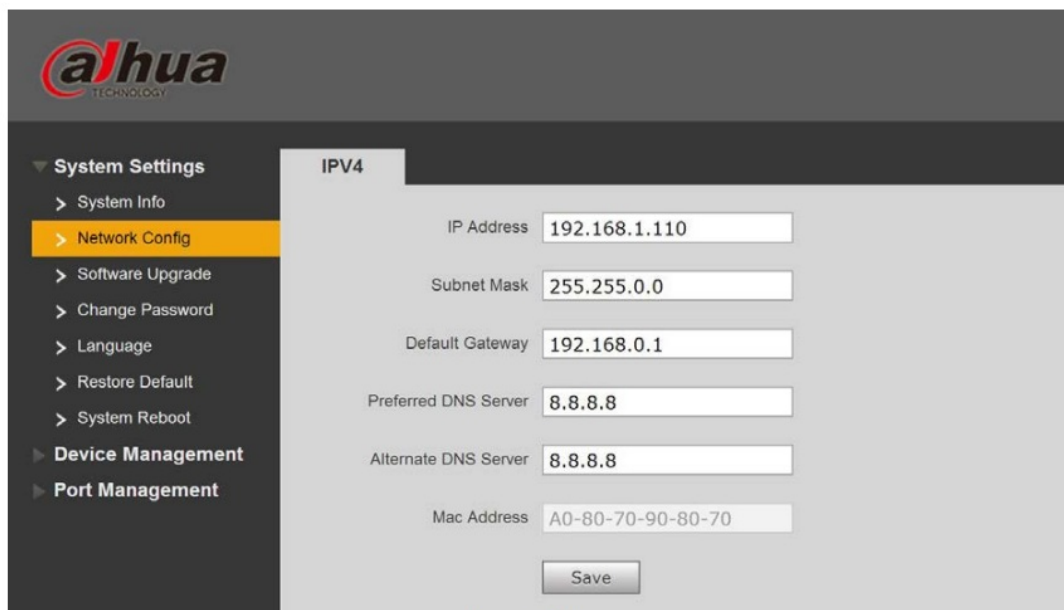 alhua
TECHNOLOGY
System Settings
System Info
Network Config
Software Upgrade
Change Password
Language
Restore Default
System Reboot
Device Management
Port Management
IPV4
IP Address 192.168.1.110
Subnet Mask 255.255.0.0
Default Gateway 192.168.0.1
Preferred DNS Server 8.8.8.8
Alternate DNS Server 8.8.8.8
Mac Address A0-80-70-90-80-70
Save